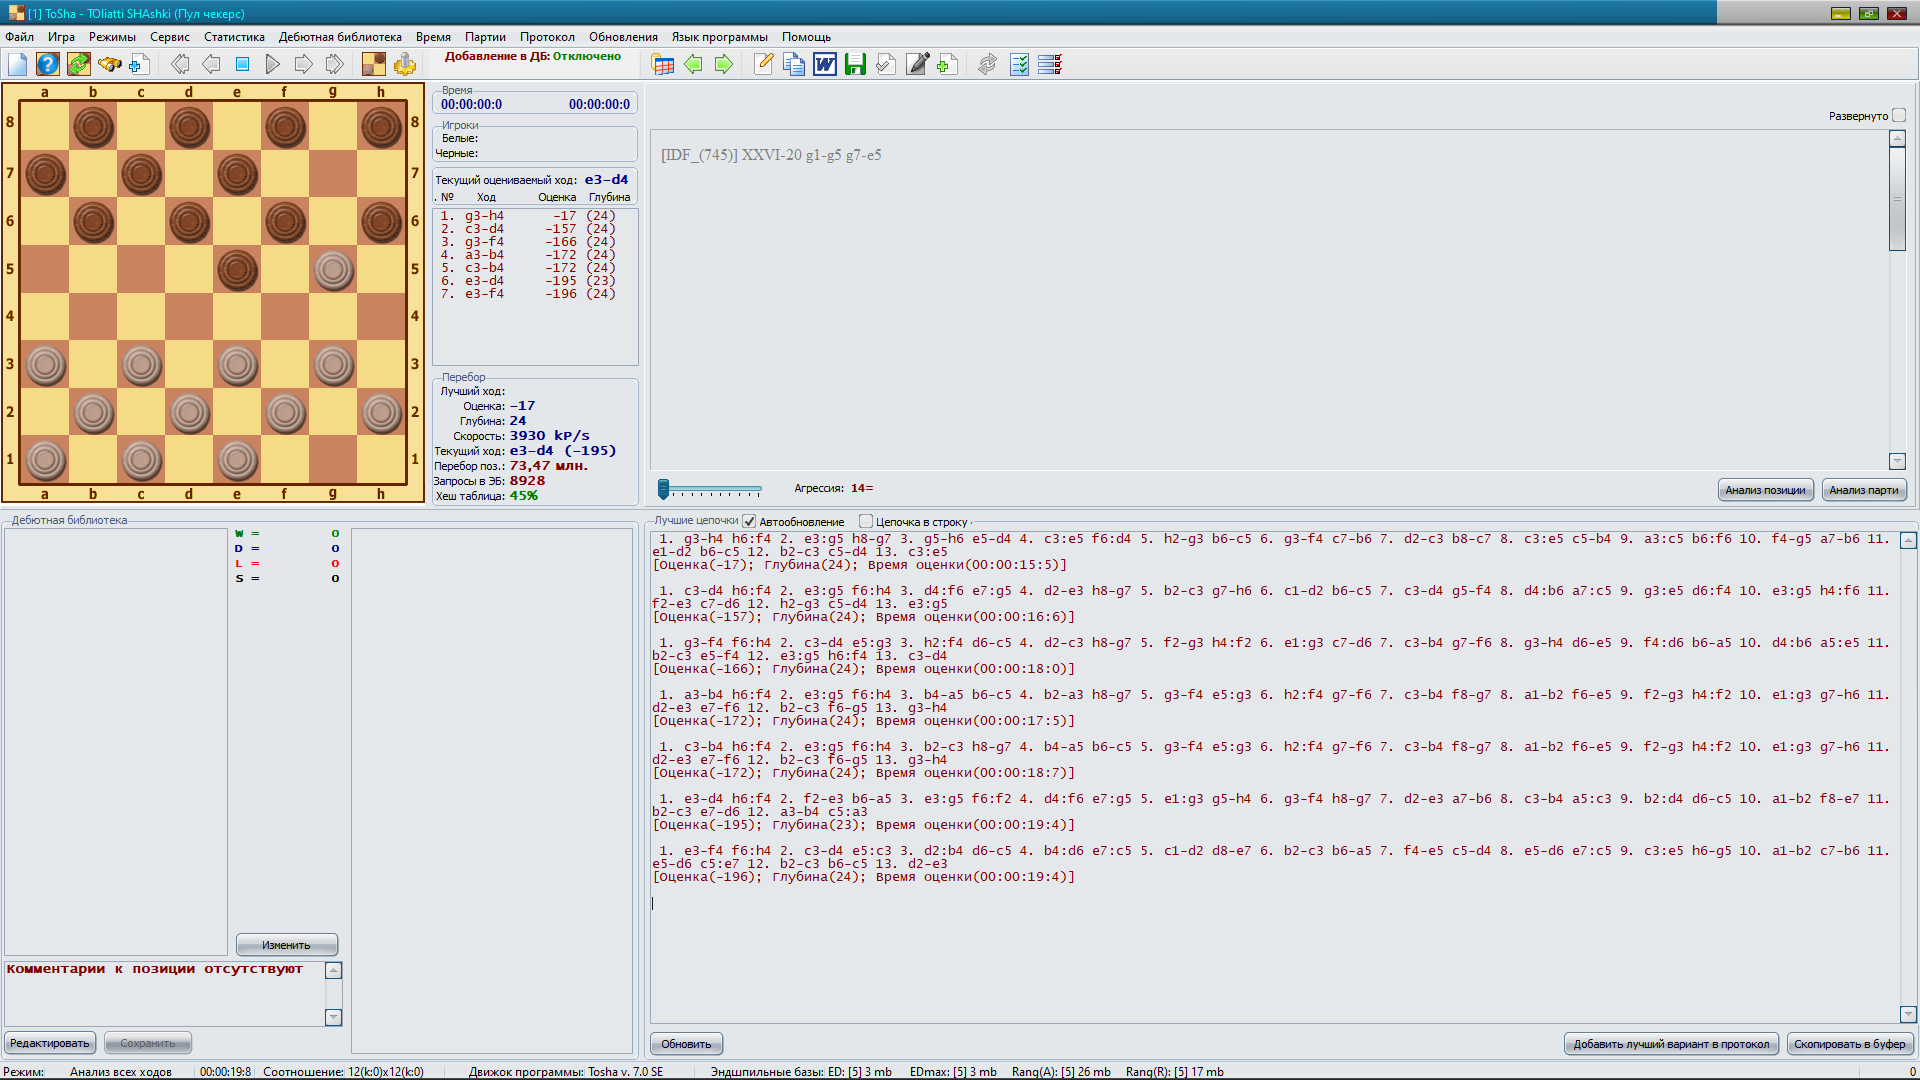 [1] ToSha - TOliatti SHAshki (Пул чекерс)
Файл Игра Режимы Сервис Статистика Дебютная библиотека Время Партии Протокол Обновления Язык программы Помощь
Добавление в ДБ: Отключено
a b c d e f g h
8 8
7 7
6 6
5 5
4 4
3 3
2 2
1 1
a b c d e f g h
Время
00:00:00:0 00:00:00:0
Игроки
Белые:
Черные:
Текущий оцениваемый ход: e3-d4
. № Ход Оценка Глубина
1. g3-h4 -17 (24)
2. c3-d4 -157 (24)
3. g3-f4 -166 (24)
4. a3-b4 -172 (24)
5. c3-b4 -172 (24)
6. e3-d4 -195 (23)
7. e3-f4 -196 (24)
Перебор
Лучший ход:
Оценка: -17
Глубина: 24
Скорость: 3930 kP/s
Текущий ход: e3-d4 (-195)
Перебор поз.: 73,47 млн.
Запросы в ЭБ: 8928
Хеш таблица: 45%
Развернуто
[IDF_(745)] XXVI-20 g1-g5 g7-e5
Агрессия: 14=
Анализ позиции Анализ парти
Дебютная библиотека
W = 0
D = 0
L = 0
S = 0
Изменить
Комментарии к позиции отсутствуют
Редактировать Сохранить
Лучшие цепочки Автообновление Цепочка в строку
1. g3-h4 h6:f4 2. e3:g5 h8-g7 3. g5-h6 e5-d4 4. c3:e5 f6:d4 5. h2-g3 b6-c5 6. g3-f4 c7-b6 7. d2-c3 b8-c7 8. c3:e5 c5-b4 9. a3:c5 b6:f6 10. f4-g5 a7-b6 11.
e1-d2 b6-c5 12. b2-c3 c5-d4 13. c3:e5
[Оценка(-17); Глубина(24); Время оценки(00:00:15:5)]
1. c3-d4 h6:f4 2. e3:g5 f6:h4 3. d4:f6 e7:g5 4. d2-e3 h8-g7 5. b2-c3 g7-h6 6. c1-d2 b6-c5 7. c3-d4 g5-f4 8. d4:b6 a7:c5 9. g3:e5 d6:f4 10. e3:g5 h4:f6 11.
f2-e3 c7-d6 12. h2-g3 c5-d4 13. e3:g5
[Оценка(-157); Глубина(24); Время оценки(00:00:16:6)]
1. g3-f4 f6:h4 2. c3-d4 e5:g3 3. h2:f4 d6-c5 4. d2-c3 h8-g7 5. f2-g3 h4:f2 6. e1:g3 c7-d6 7. c3-b4 g7-f6 8. g3-h4 d6-e5 9. f4:d6 b6-a5 10. d4:b6 a5:e5 11.
b2-c3 e5-f4 12. e3:g5 h6:f4 13. c3-d4
[Оценка(-166); Глубина(24); Время оценки(00:00:18:0)]
1. a3-b4 h6:f4 2. e3:g5 f6:h4 3. b4-a5 b6-c5 4. b2-a3 h8-g7 5. g3-f4 e5:g3 6. h2:f4 g7-f6 7. c3-b4 f8-g7 8. a1-b2 f6-e5 9. f2-g3 h4:f2 10. e1:g3 g7-h6 11.
d2-e3 e7-f6 12. b2-c3 f6-g5 13. g3-h4
[Оценка(-172); Глубина(24); Время оценки(00:00:17:5)]
1. c3-b4 h6:f4 2. e3:g5 f6:h4 3. b2-c3 h8-g7 4. b4-a5 b6-c5 5. g3-f4 e5:g3 6. h2:f4 g7-f6 7. c3-b4 f8-g7 8. a1-b2 f6-e5 9. f2-g3 h4:f2 10. e1:g3 g7-h6 11.
d2-e3 e7-f6 12. b2-c3 f6-g5 13. g3-h4
[Оценка(-172); Глубина(24); Время оценки(00:00:18:7)]
1. e3-d4 h6:f4 2. f2-e3 b6-a5 3. e3:g5 f6:f2 4. d4:f6 e7:g5 5. e1:g3 g5-h4 6. g3-f4 h8-g7 7. d2-e3 a7-b6 8. c3-b4 a5:c3 9. b2:d4 d6-c5 10. a1-b2 f8-e7 11.
b2-c3 e7-d6 12. a3-b4 c5:a3
[Оценка(-195); Глубина(23); Время оценки(00:00:19:4)]
1. e3-f4 f6:h4 2. c3-d4 e5:c3 3. d2:b4 d6-c5 4. b4:d6 e7:c5 5. c1-d2 d8-e7 6. b2-c3 b6-a5 7. f4-e5 c5-d4 8. e5-d6 e7:c5 9. c3:e5 h6-g5 10. a1-b2 c7-b6 11.
e5-d6 c5:e7 12. b2-c3 b6-c5 13. d2-e3
[Оценка(-196); Глубина(24); Время оценки(00:00:19:4)]
Обновить Добавить лучший вариант в протокол Скопировать в буфер
Режим: Анализ всех ходов 00:00:19:8 Соотношение: 12(k:0)x12(k:0) Движок программы: Tosha v. 7.0 SE Эндшпильные базы: ED: [5] 3 mb EDmax: [5] 3 mb Rang(A): [5] 26 mb Rang(R): [5] 17 mb 0